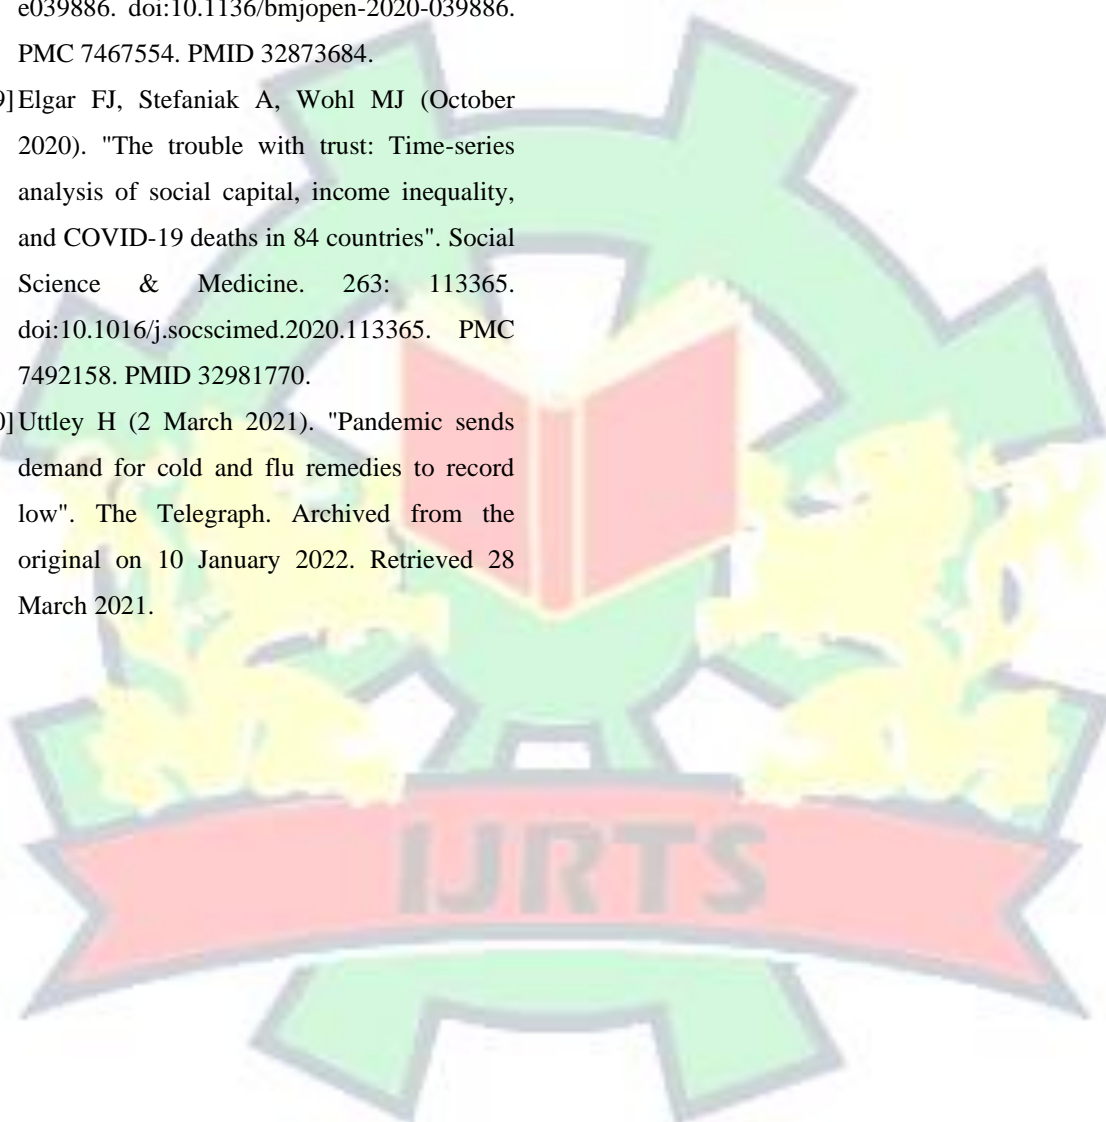 e039886. doi:10.1136/bmjopen-2020-039886.
PMC 7467554. PMID 32873684.
9] Elgar FJ, Stefaniak A, Wohl MJ (October
2020). "The trouble with trust: Time-series
analysis of social capital, income inequality,
and COVID-19 deaths in 84 countries". Social
Science & Medicine. 263: 113365.
doi:10.1016/j.socscimed.2020.113365. PMC
7492158. PMID 32981770.
0] Uttley H (2 March 2021). "Pandemic sends
demand for cold and flu remedies to record
low". The Telegraph. Archived from the
original on 10 January 2022. Retrieved 28
March 2021.
IJRTS